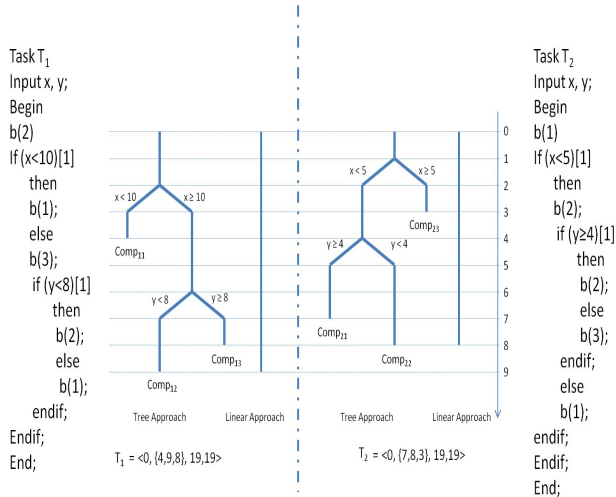 Task T1
Input x, y;
Begin
b(2)
If (x<10)[1]
then
b(1);
else
b(3);
if (y<8)[1]
then
b(2);
else
b(1);
endif;
Endif;
End;
x < 10
x ≥ 10
Comp11
y < 8
y ≥ 8
Comp13
Comp12
Tree Approach
Linear Approach
T1 = <0, {4,9,8}, 19,19>
x < 5
x ≥ 5
Comp23
y ≥ 4
y < 4
Comp21
Comp22
Tree Approach
Linear Approach
T2 = <0, {7,8,3}, 19,19>
0
1
2
3
4
5
6
7
8
9
Task T2
Input x, y;
Begin
b(1)
If (x<5)[1]
then
b(2);
if (y≥4)[1]
then
b(2);
else
b(3);
endif;
else
b(1);
endif;
Endif;
End;